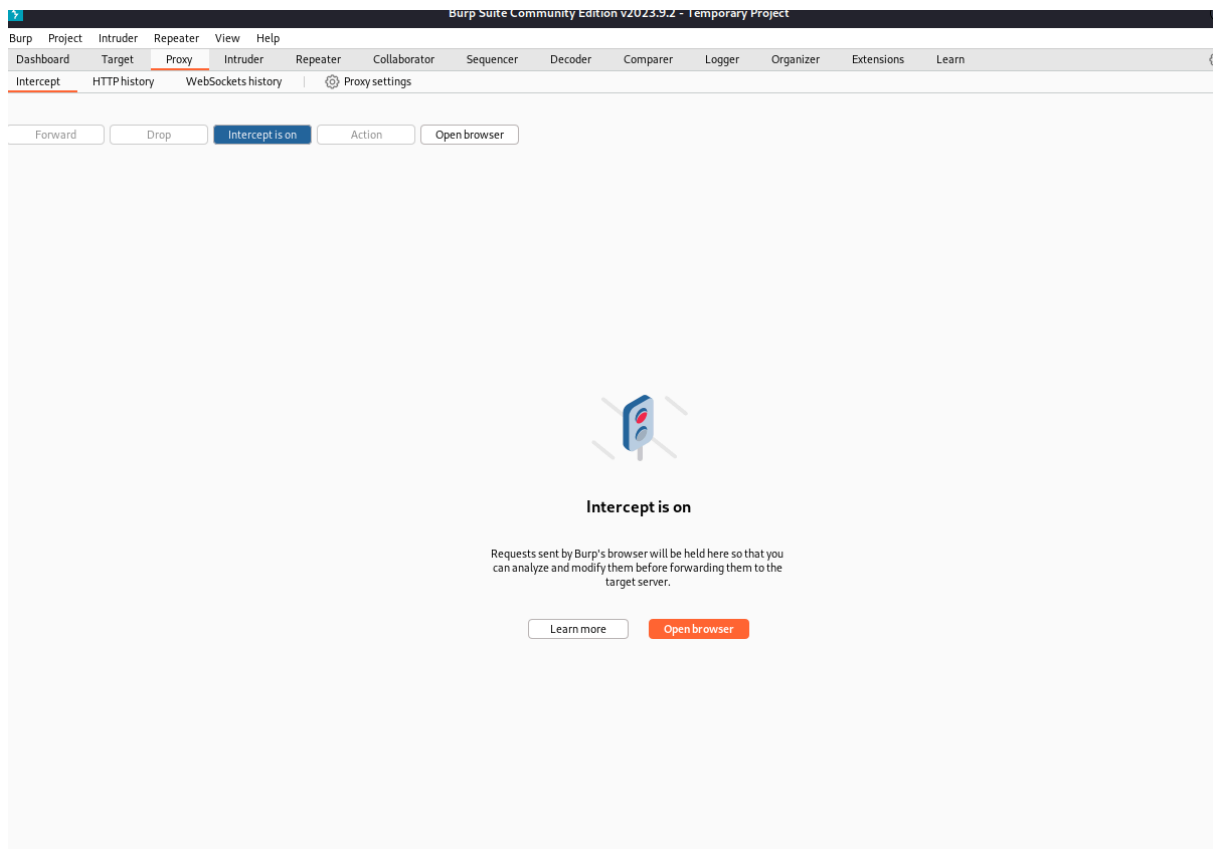 Burp Suite Community Edition v2023.9.2 - Temporary Project
Burp Project Intruder Repeater View Help
Dashboard Target Proxy Intruder Repeater Collaborator Sequencer Decoder Comparer Logger Organizer Extensions Learn
Intercept HTTP history WebSockets history Proxy settings
Forward Drop Intercept is on Action Open browser
Intercept is on
Requests sent by Burp's browser will be held here so that you
can analyze and modify them before forwarding them to the
target server.
Learn more Open browser